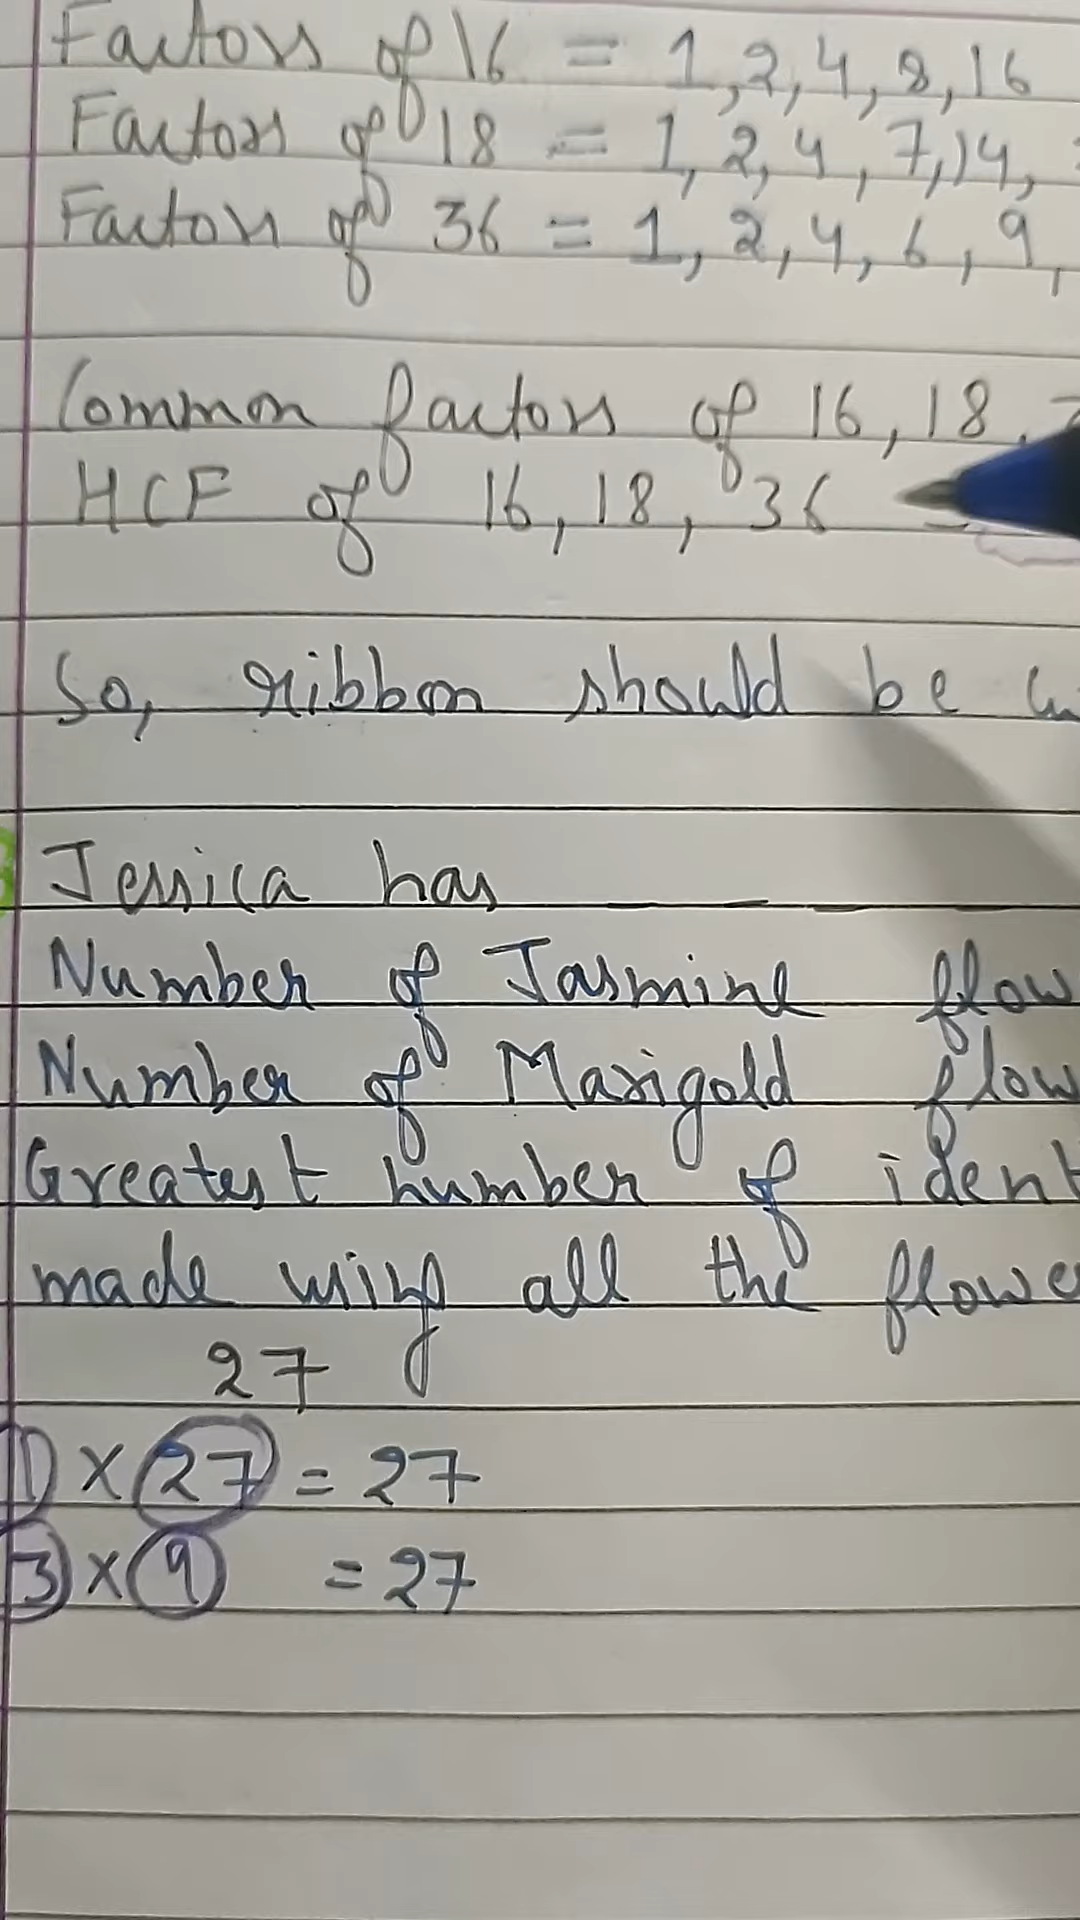 Factors of 16 = 1, 2, 4, 8, 16
Factors of 18 = 1, 2, 4, 7, 14,
Factors of 36 = 1, 2, 4, 6, 9,
Common factors of 16, 18,
HCF of 16, 18, 36 =
So, ribbon should be
Jessica has _ _ _
Number of Jasmine flow
Number of Marigold flow
Greatest number of ident
made using all the flowe
27
1 × 27 = 27
3 × 9 = 27